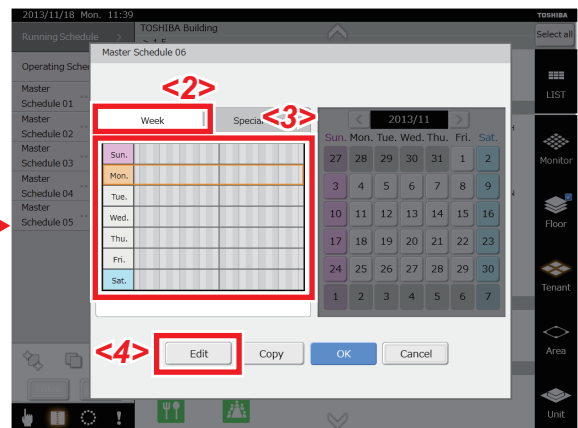 2013/11/18 Mon. 11:39
TOSHIBA
Running Schedule >
TOSHIBA Building
> 1 F
Select all
Master Schedule 06
Operating Sche
<2>
LIST
Master
Schedule 01
Week
Special
<3>
< 2013/11 >
Sun. Mon. Tue. Wed. Thu. Fri. Sat.
Master
Schedule 02
Sun.
27 28 29 30 31 1 2
Monitor
Master
Schedule 03
Mon.
3 4 5 6 7 8 9
Master
Schedule 04
Tue.
10 11 12 13 14 15 16
Floor
Master
Schedule 05
Wed.
Thu.
17 18 19 20 21 22 23
Fri.
24 25 26 27 28 29 30
Sat.
1 2 3 4 5 6 7
Tenant
<4>
Edit
Copy
OK
Cancel
Area
Unit